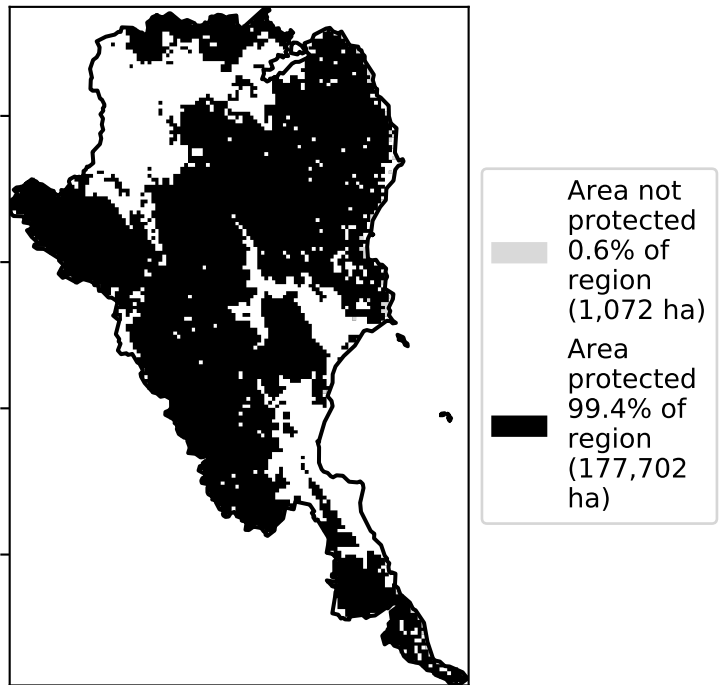 Area not
protected
0.6% of
region
(1,072 ha)
Area
protected
99.4% of
region
(177,702
ha)